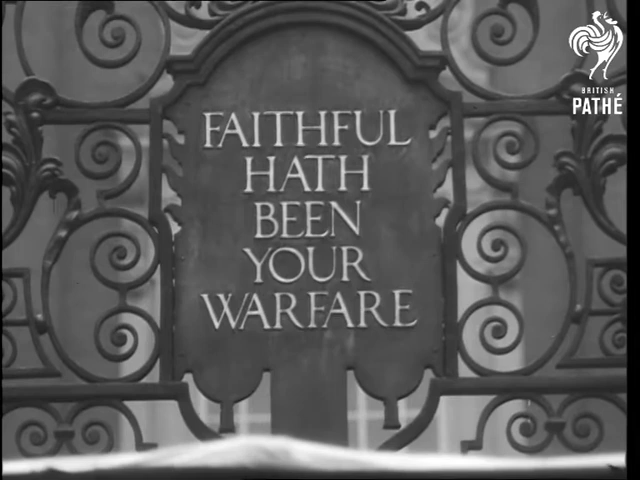 BRITISH
PATHÉ
FAITHFUL
HATH
BEEN
YOUR
WARFARE